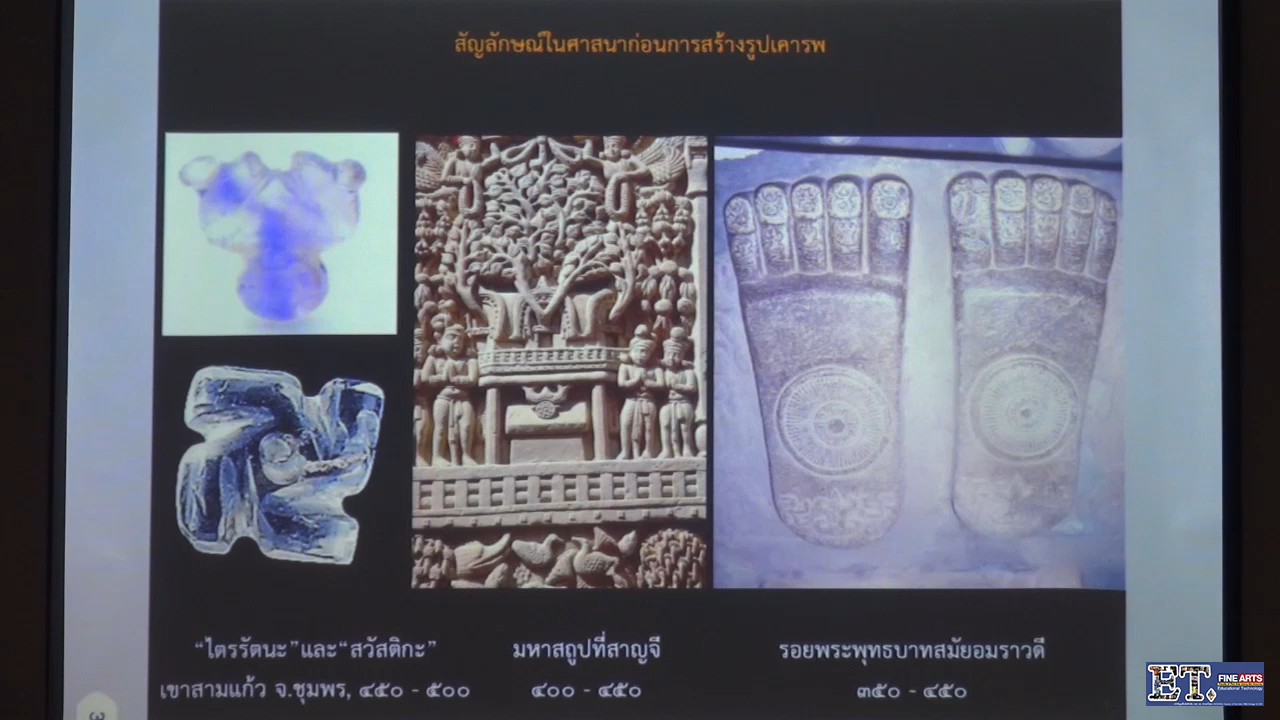 สัญลักษณ์ในศาสนาก่อนการสร้างรูปเคารพ
“ไตรรัตนะ”และ“สวัสติกะ”
เขาสามแก้ว จ.ชุมพร, ๔๕๐ - ๕๐๐
มหาสถูปที่สาญจี
๔๐๐ - ๔๕๐
รอยพระพุทธบาทสมัยอมราวดี
๓๕๐ - ๔๕๐
ET.
FINE ARTS
Educational Technology